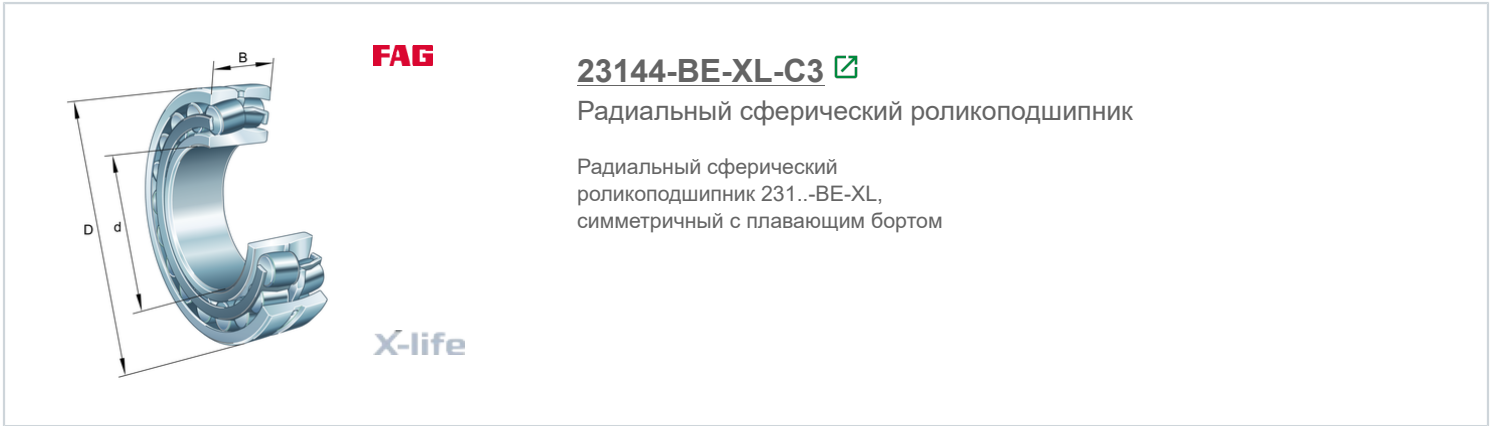 B
D
d
FAG
X-life
23144-BE-XL-C3
Радиальный сферический роликоподшипник
Радиальный сферический
роликоподшипник 231..-BE-XL,
симметричный с плавающим бортом